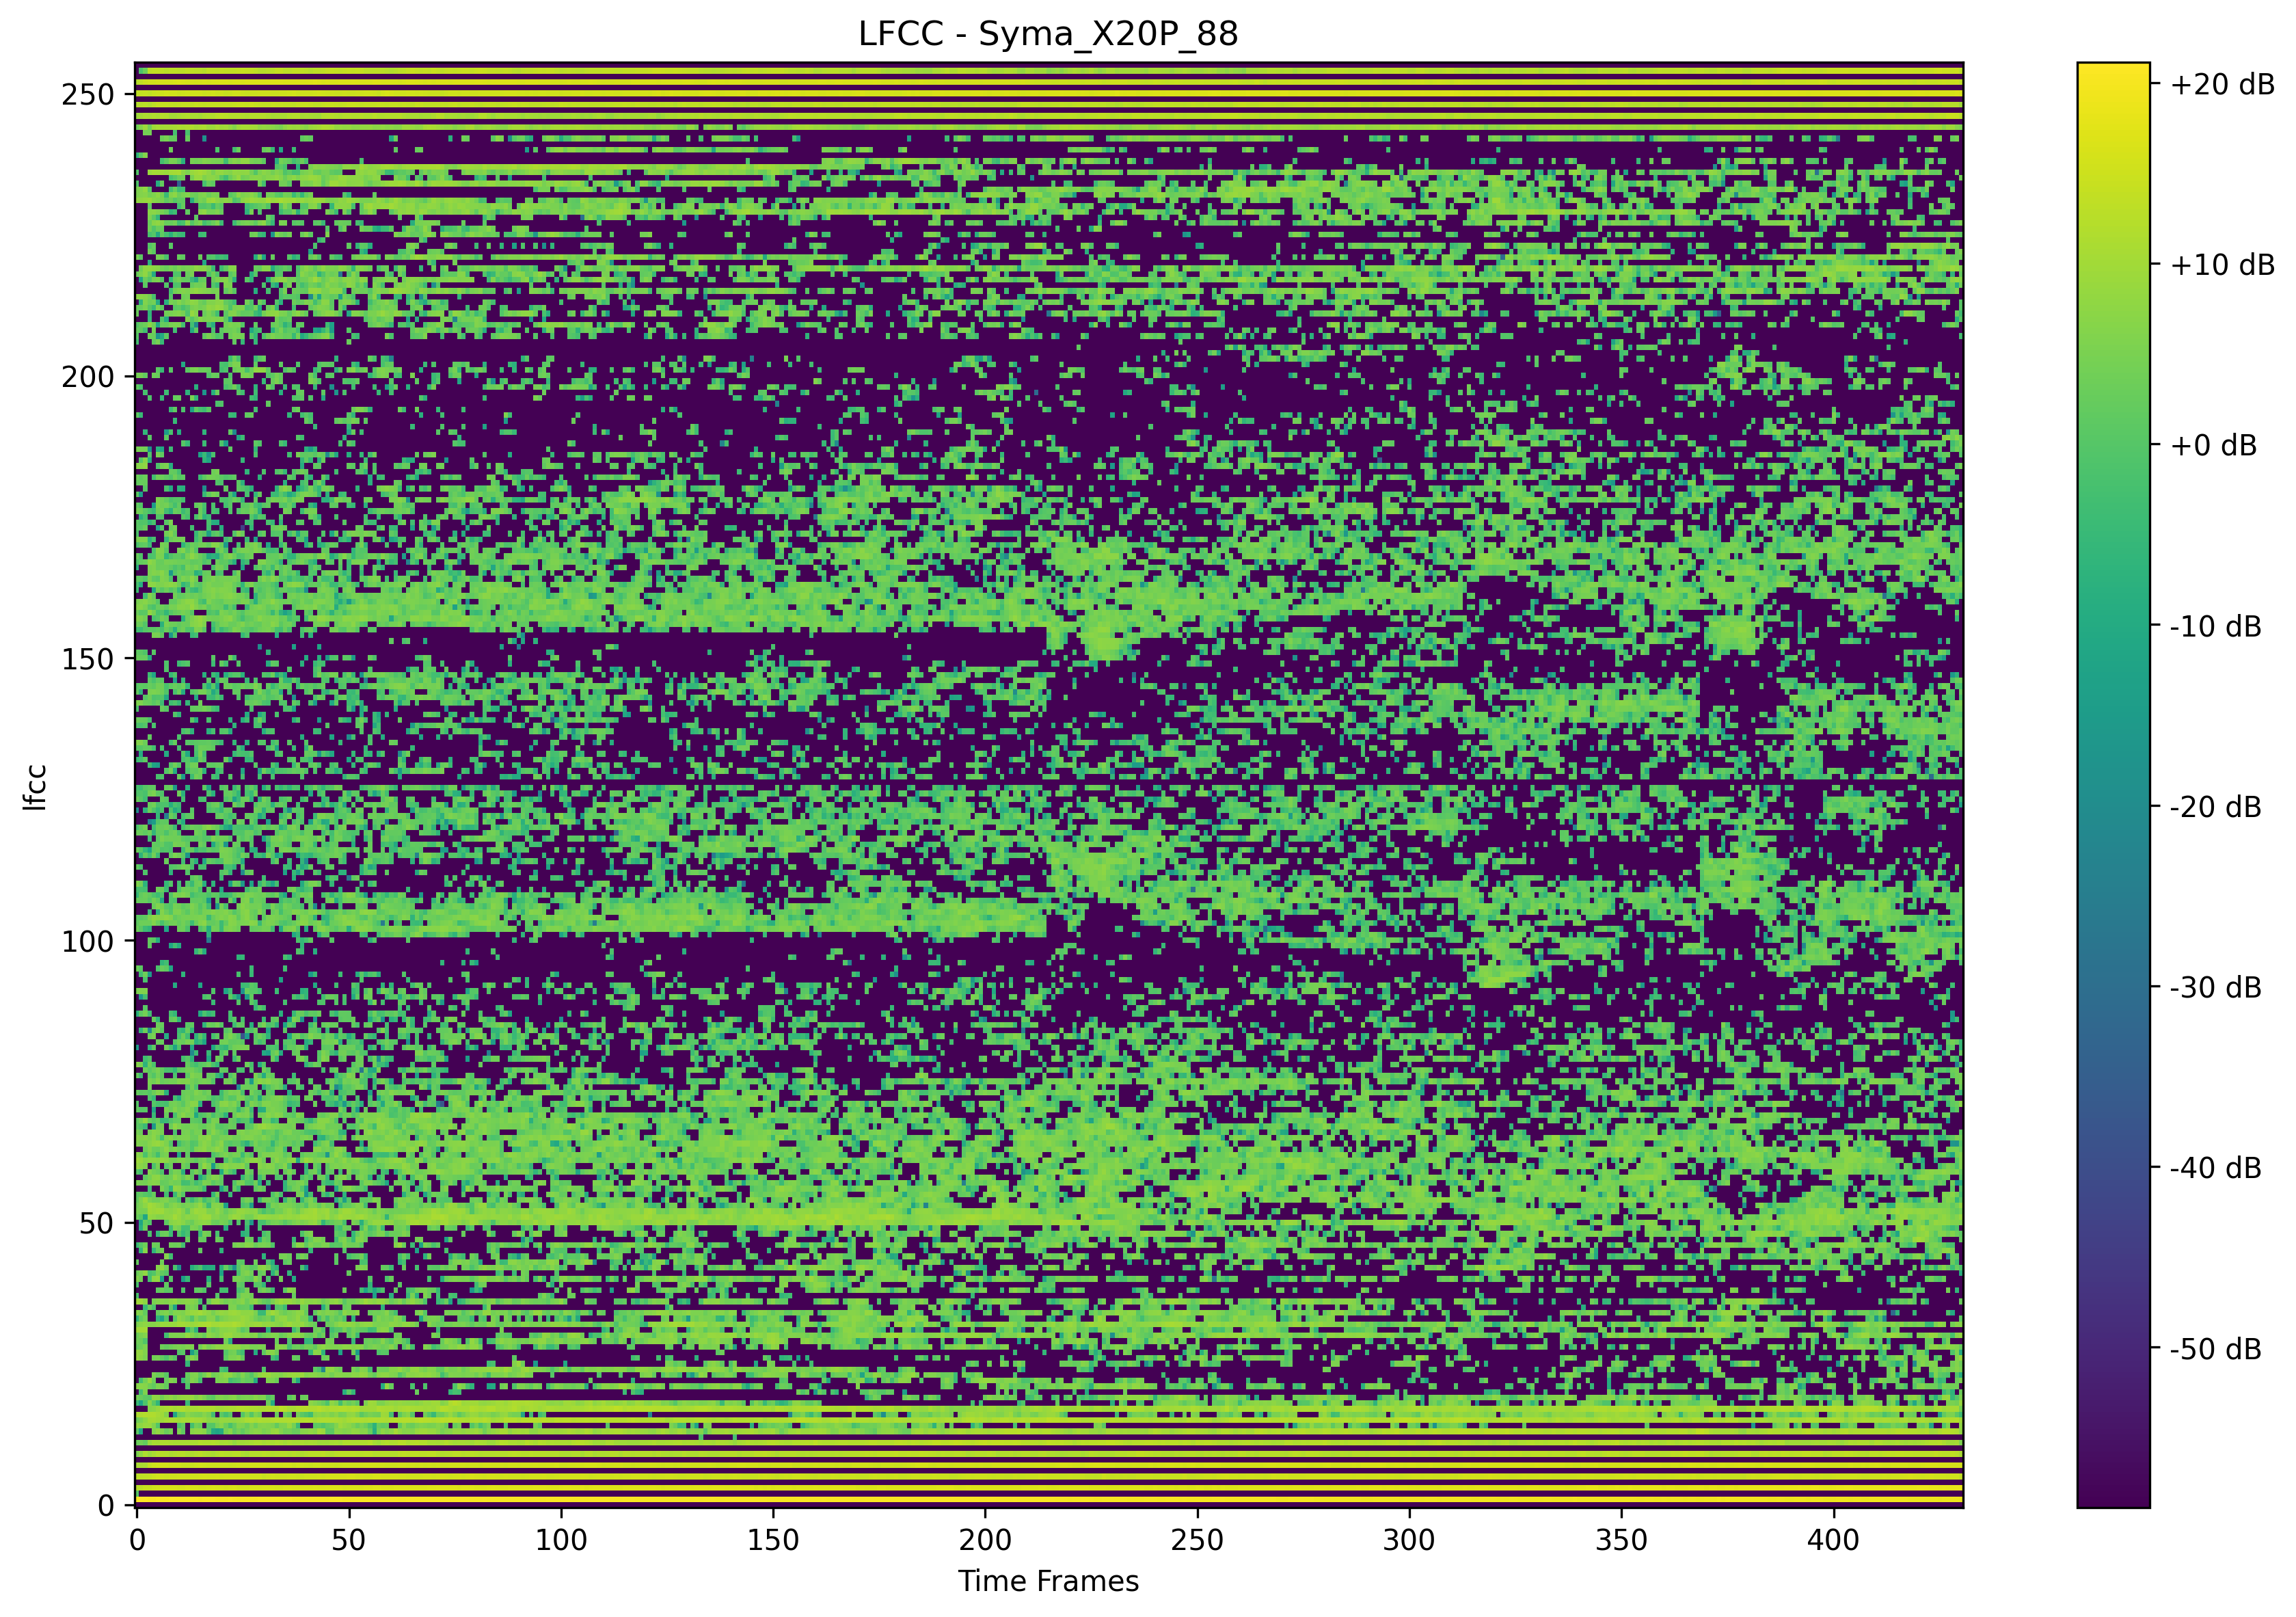 LFCC - Syma_X20P_88
250
200
150
100
50
0
lfcc
0 50 100 150 200 250 300 350 400
Time Frames
+20 dB
+10 dB
+0 dB
-10 dB
-20 dB
-30 dB
-40 dB
-50 dB